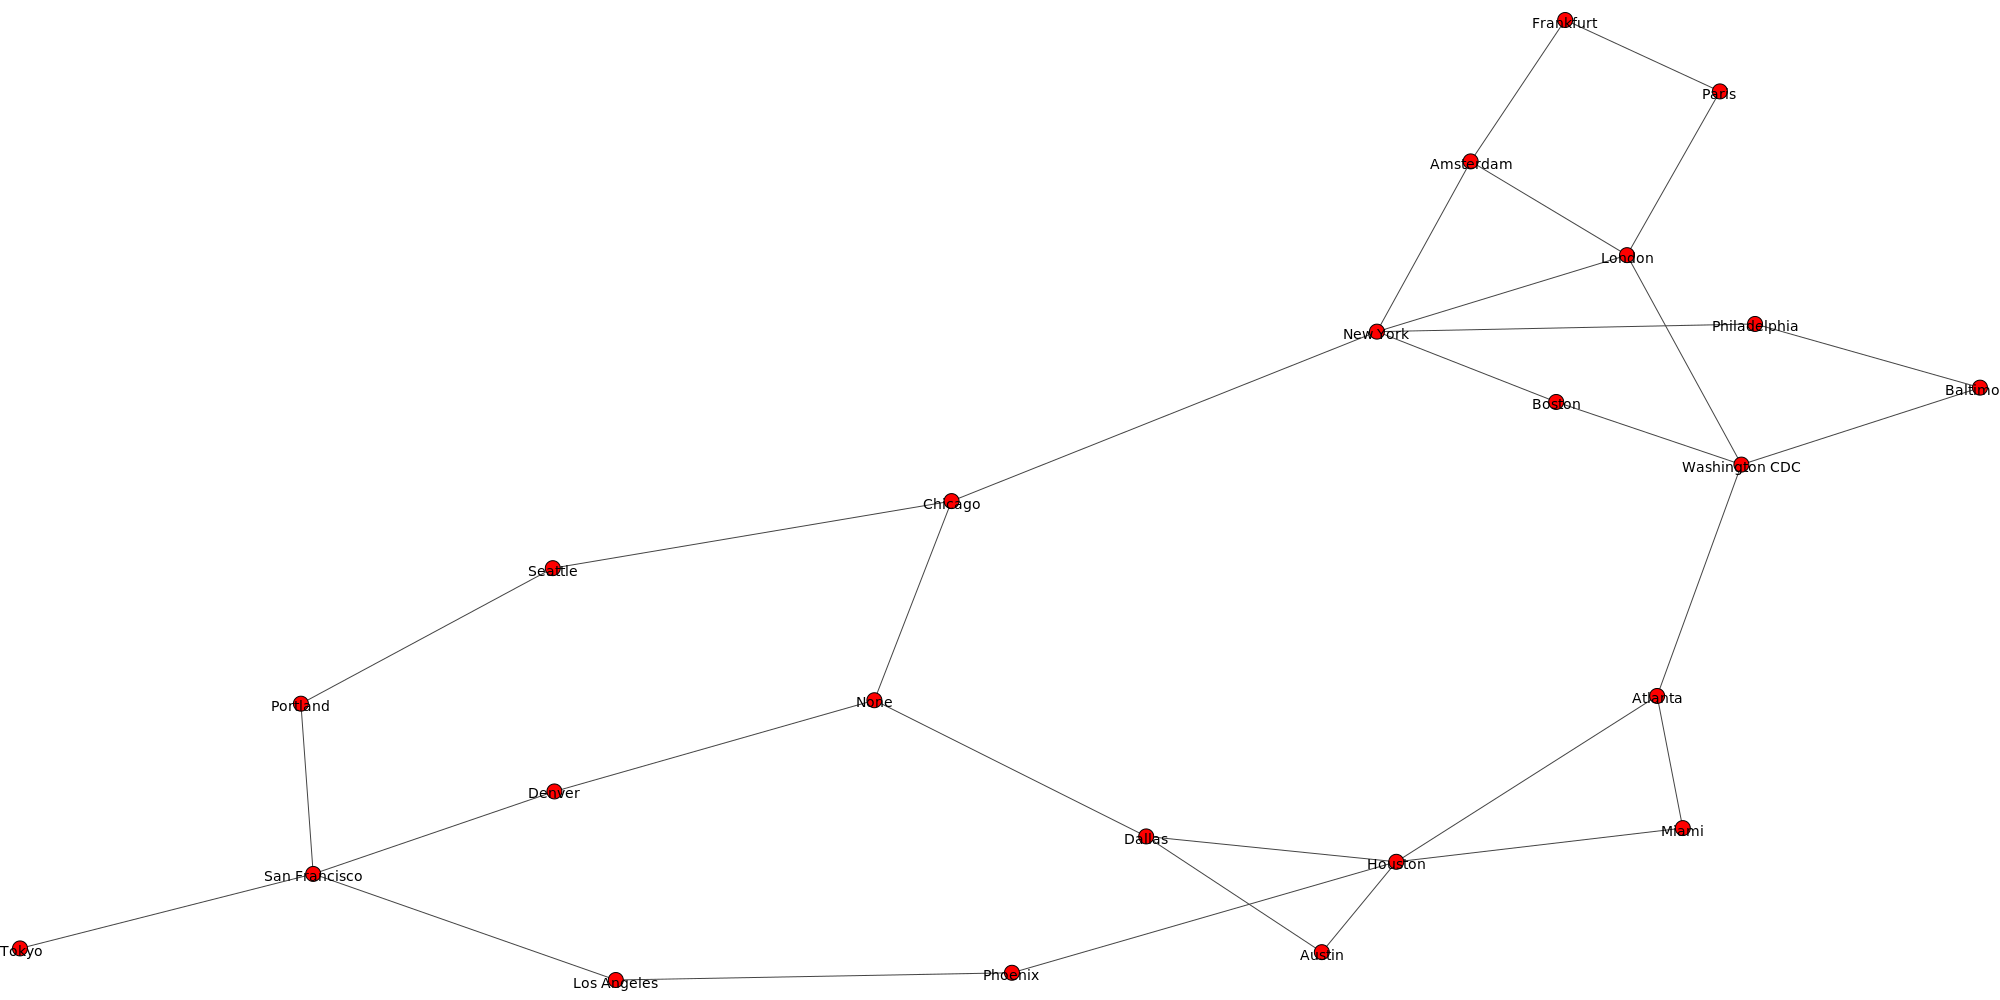 Frankfurt
Paris
Amsterdam
London
Philadelphia
New York
Baltimo
Boston
Washington CDC
Chicago
Seattle
Atlanta
None
Portland
Denver
Miami
Dallas
Houston
San Francisco
Tokyo
Austin
Phoenix
Los Angeles